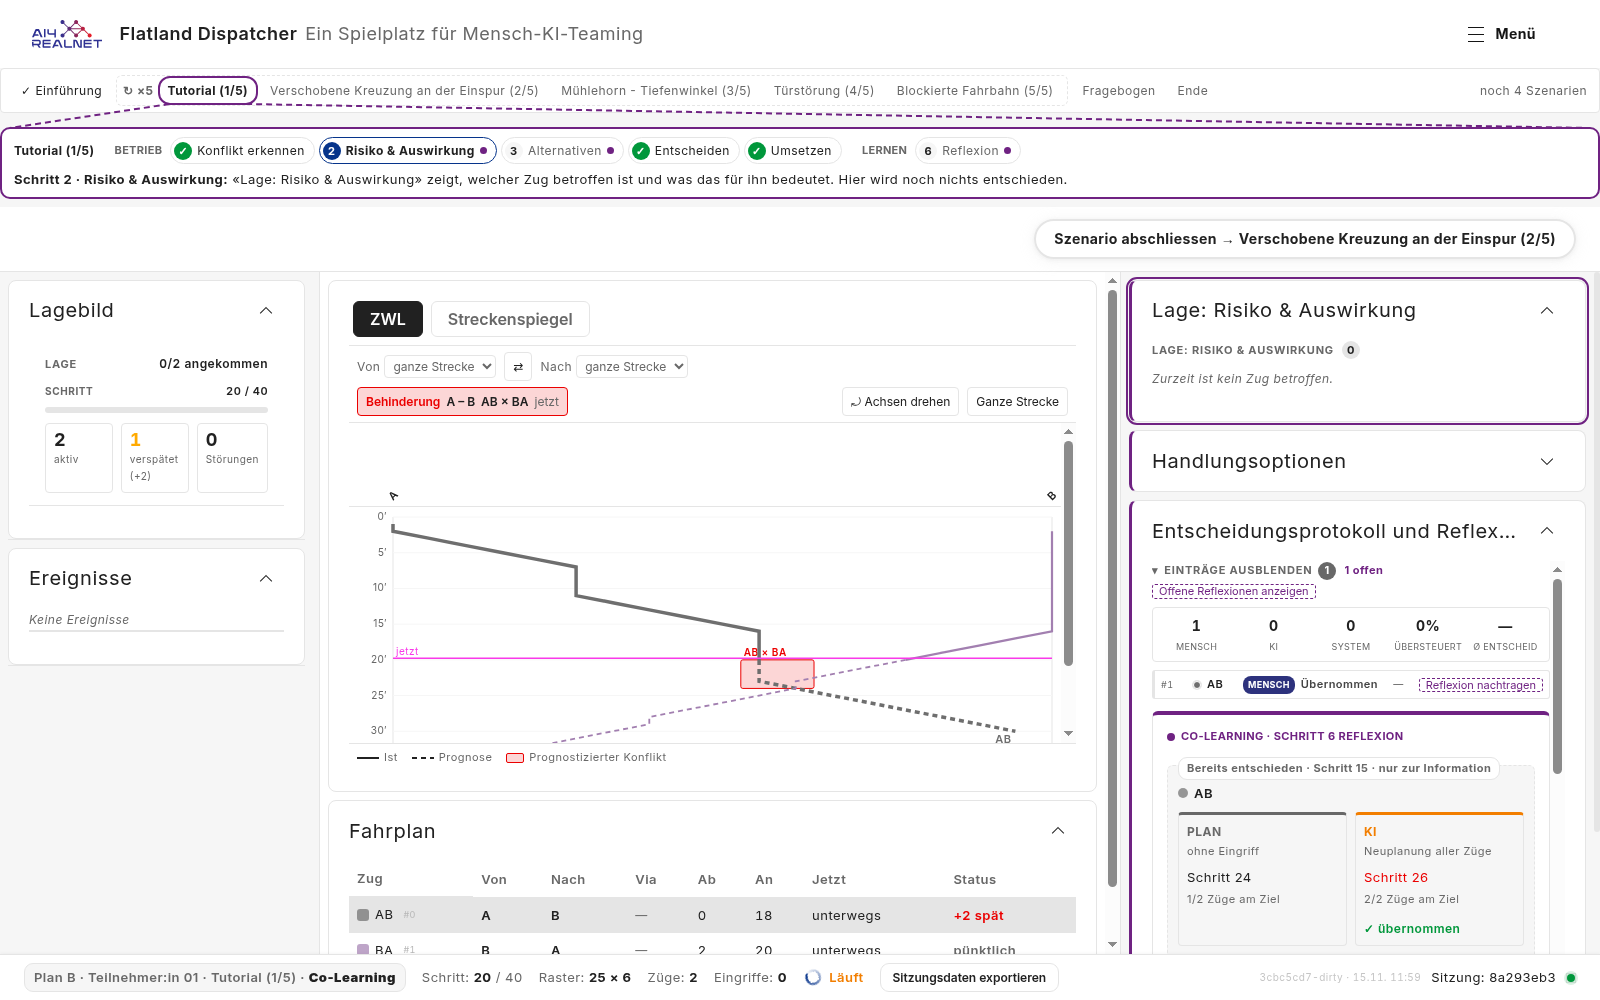 AI4 REALNET
Flatland Dispatcher Ein Spielplatz für Mensch-KI-Teaming
Menü
✓ Einführung ↻ ×5 Tutorial (1/5) Verschobene Kreuzung an der Einspur (2/5) Mühlehorn - Tiefenwinkel (3/5) Türstörung (4/5) Blockierte Fahrbahn (5/5) Fragebogen Ende noch 4 Szenarien
Tutorial (1/5) BETRIEB ✓ Konflikt erkennen 2 Risiko & Auswirkung 3 Alternativen ✓ Entscheiden ✓ Umsetzen LERNEN 6 Reflexion
Schritt 2 · Risiko & Auswirkung: «Lage: Risiko & Auswirkung» zeigt, welcher Zug betroffen ist und was das für ihn bedeutet. Hier wird noch nichts entschieden.
Szenario abschliessen → Verschobene Kreuzung an der Einspur (2/5)
Lagebild
LAGE 0/2 angekommen
SCHRITT 20 / 40
2 aktiv
1 verspätet (+2)
0 Störungen
Ereignisse
Keine Ereignisse
ZWL Streckenspiegel
Von ganze Strecke ⇄ Nach ganze Strecke
Behinderung A – B AB × BA jetzt
Achsen drehen Ganze Strecke
A B
0'
5'
10'
15'
jetzt
AB × BA
20'
25'
30'
AB
Ist Prognose Prognostizierter Konflikt
Fahrplan
Zug Von Nach Via Ab An Jetzt Status
AB #0 A B — 0 18 unterwegs +2 spät
BA #1 B A — 2 20 unterwegs pünktlich
Lage: Risiko & Auswirkung
LAGE: RISIKO & AUSWIRKUNG 0
Zurzeit ist kein Zug betroffen.
Handlungsoptionen
Entscheidungsprotokoll und Reflex...
▾ EINTRÄGE AUSBLENDEN 1 1 offen
Offene Reflexionen anzeigen
1 0 0 0% —
MENSCH KI SYSTEM ÜBERSTEUERT Ø ENTSCHEID
#1 AB MENSCH Übernommen — Reflexion nachtragen
CO-LEARNING · SCHRITT 6 REFLEXION
Bereits entschieden · Schritt 15 · nur zur Information
AB
PLAN
ohne Eingriff
Schritt 24
1/2 Züge am Ziel
KI
Neuplanung aller Züge
Schritt 26
2/2 Züge am Ziel
✓ übernommen
Plan B · Teilnehmer:in 01 · Tutorial (1/5) · Co-Learning Schritt: 20 / 40 Raster: 25 × 6 Züge: 2 Eingriffe: 0 Läuft Sitzungsdaten exportieren 3cbc5cd7-dirty · 15.11. 11:59 Sitzung: 8a293eb3